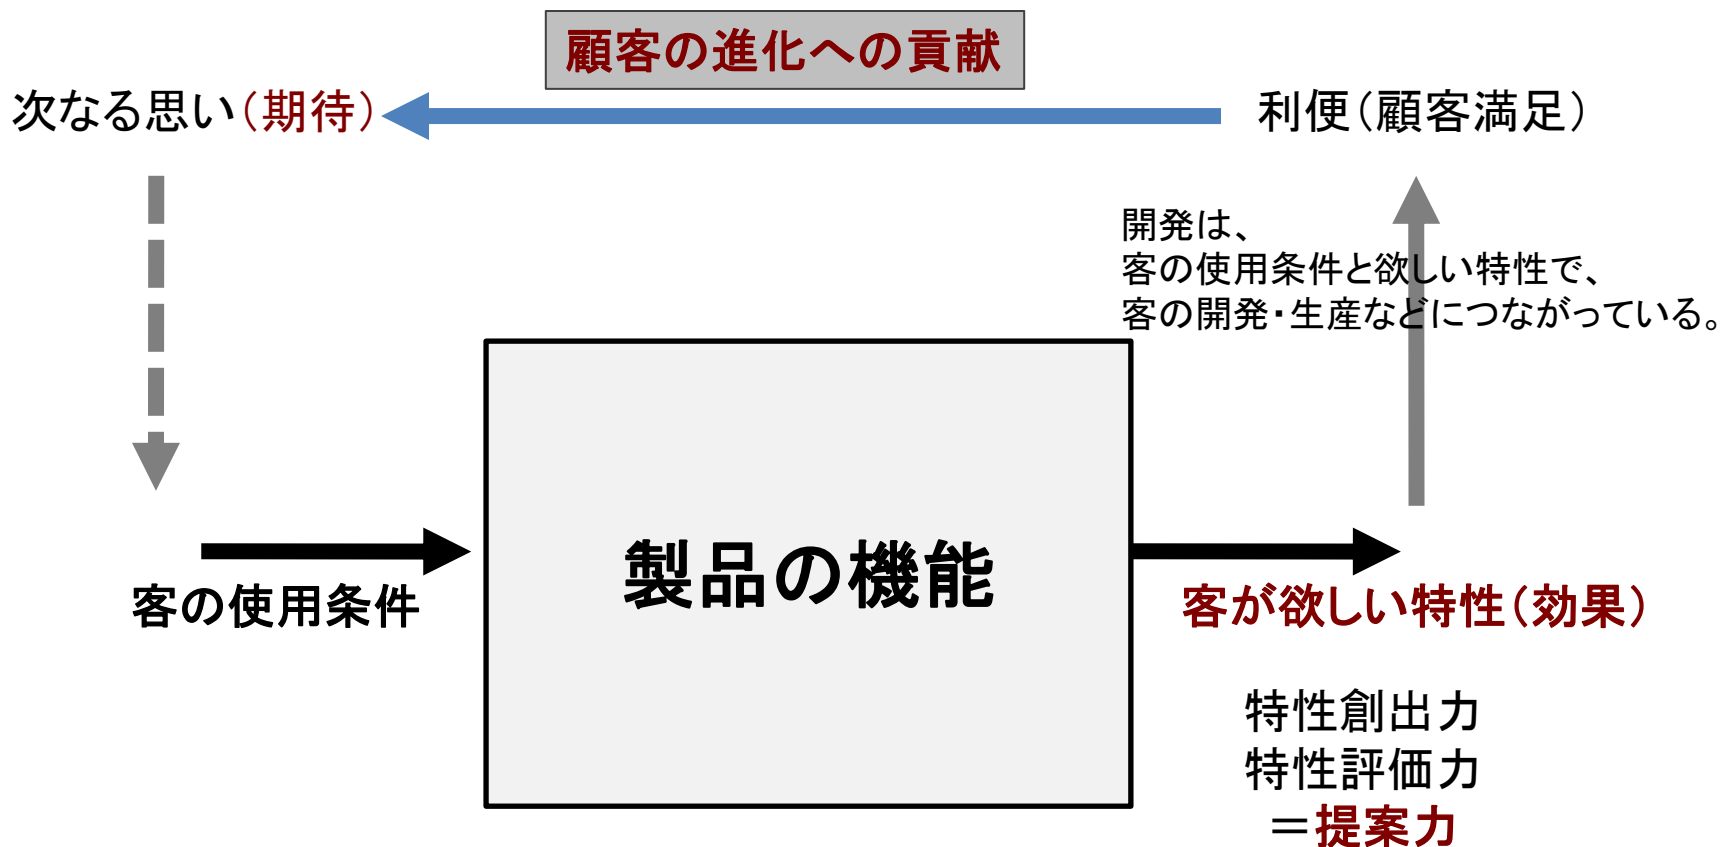 顧客の進化への貢献
次なる思い(期待)
利便(顧客満足)
開発は、
客の使用条件と欲しい特性で、
客の開発・生産などにつながっている。
製品の機能
客の使用条件
客が欲しい特性(効果)
特性創出力
特性評価力
＝提案力